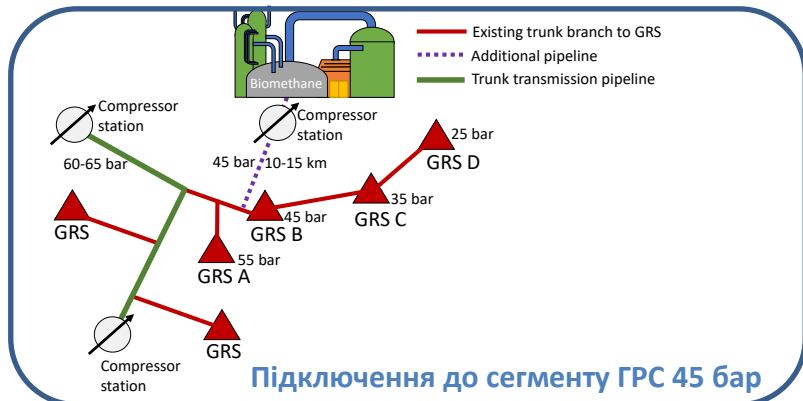 Existing trunk branch to GRS
Additional pipeline
Trunk transmission pipeline
Biomethane
Compressor
station
Compressor
station
60-65 bar
45 bar
10-15 km
25 bar
GRS D
35 bar
GRS C
45 bar
GRS B
GRS
55 bar
GRS A
GRS
Compressor
station
Підключення до сегменту ГРС 45 бар